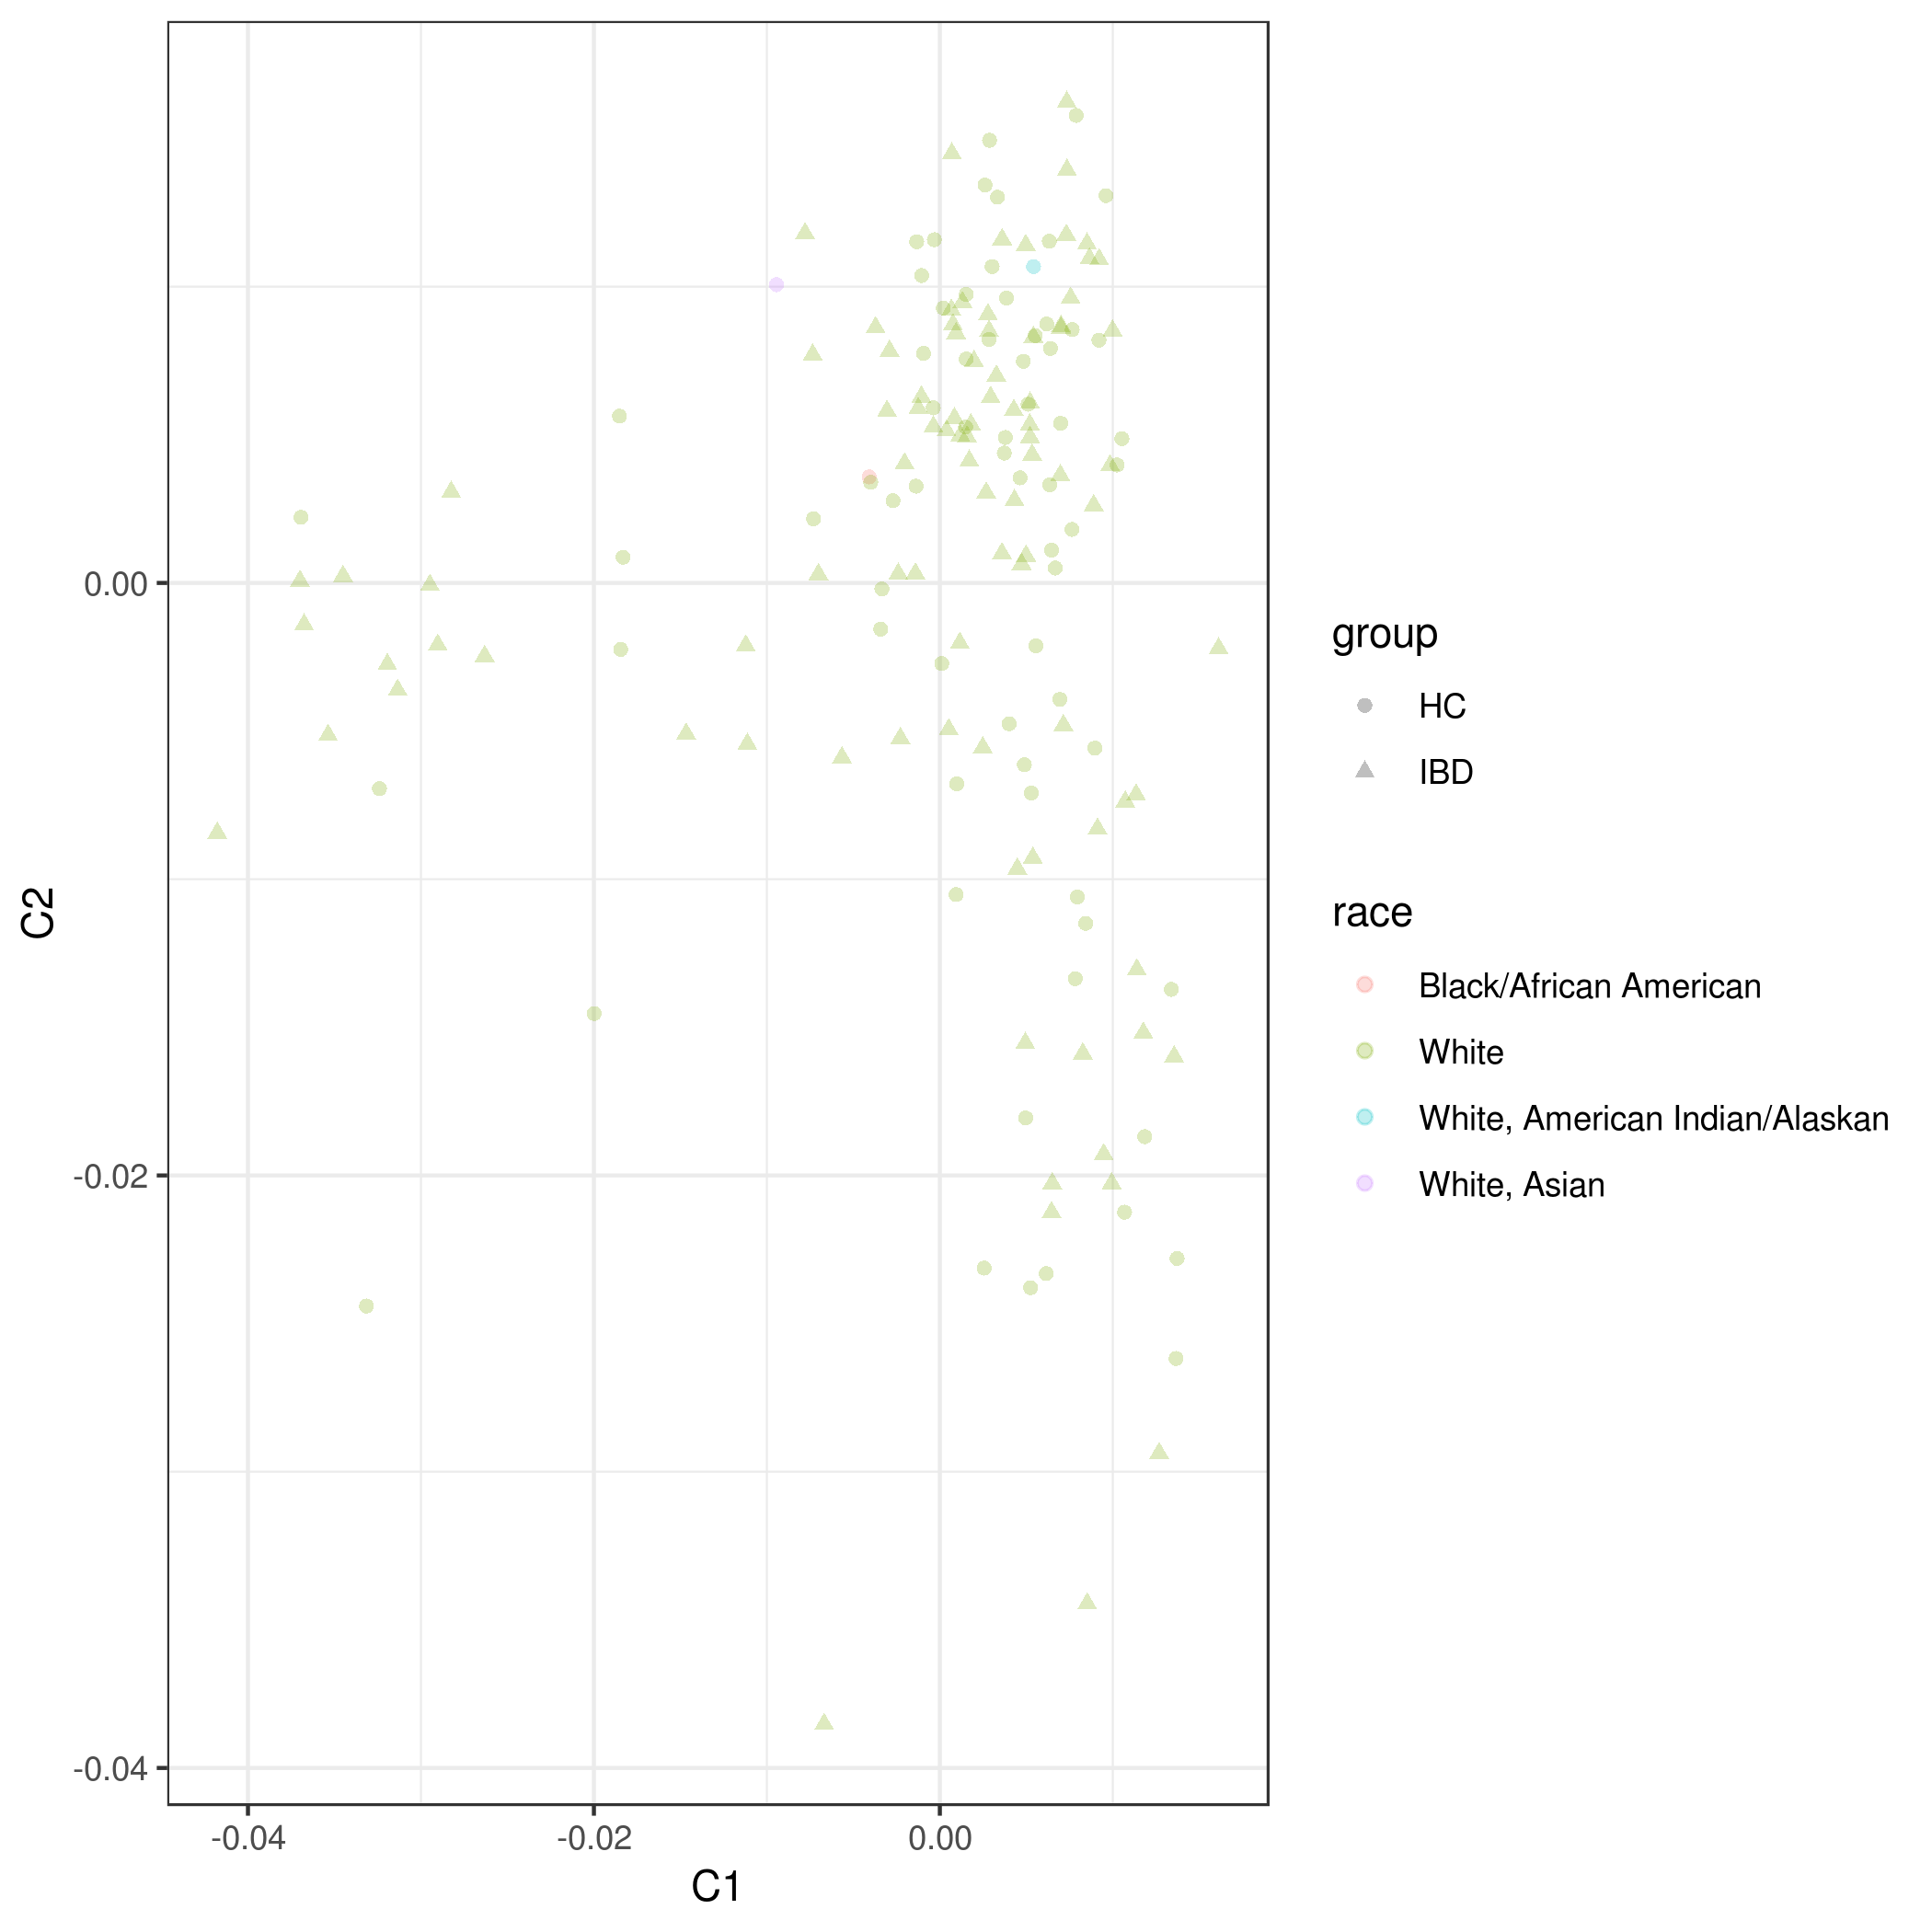 0.00
-0.02
-0.04
C2
-0.04
-0.02
0.00
C1
group
HC
IBD
race
Black/African American
White
White, American Indian/Alaskan
White, Asian